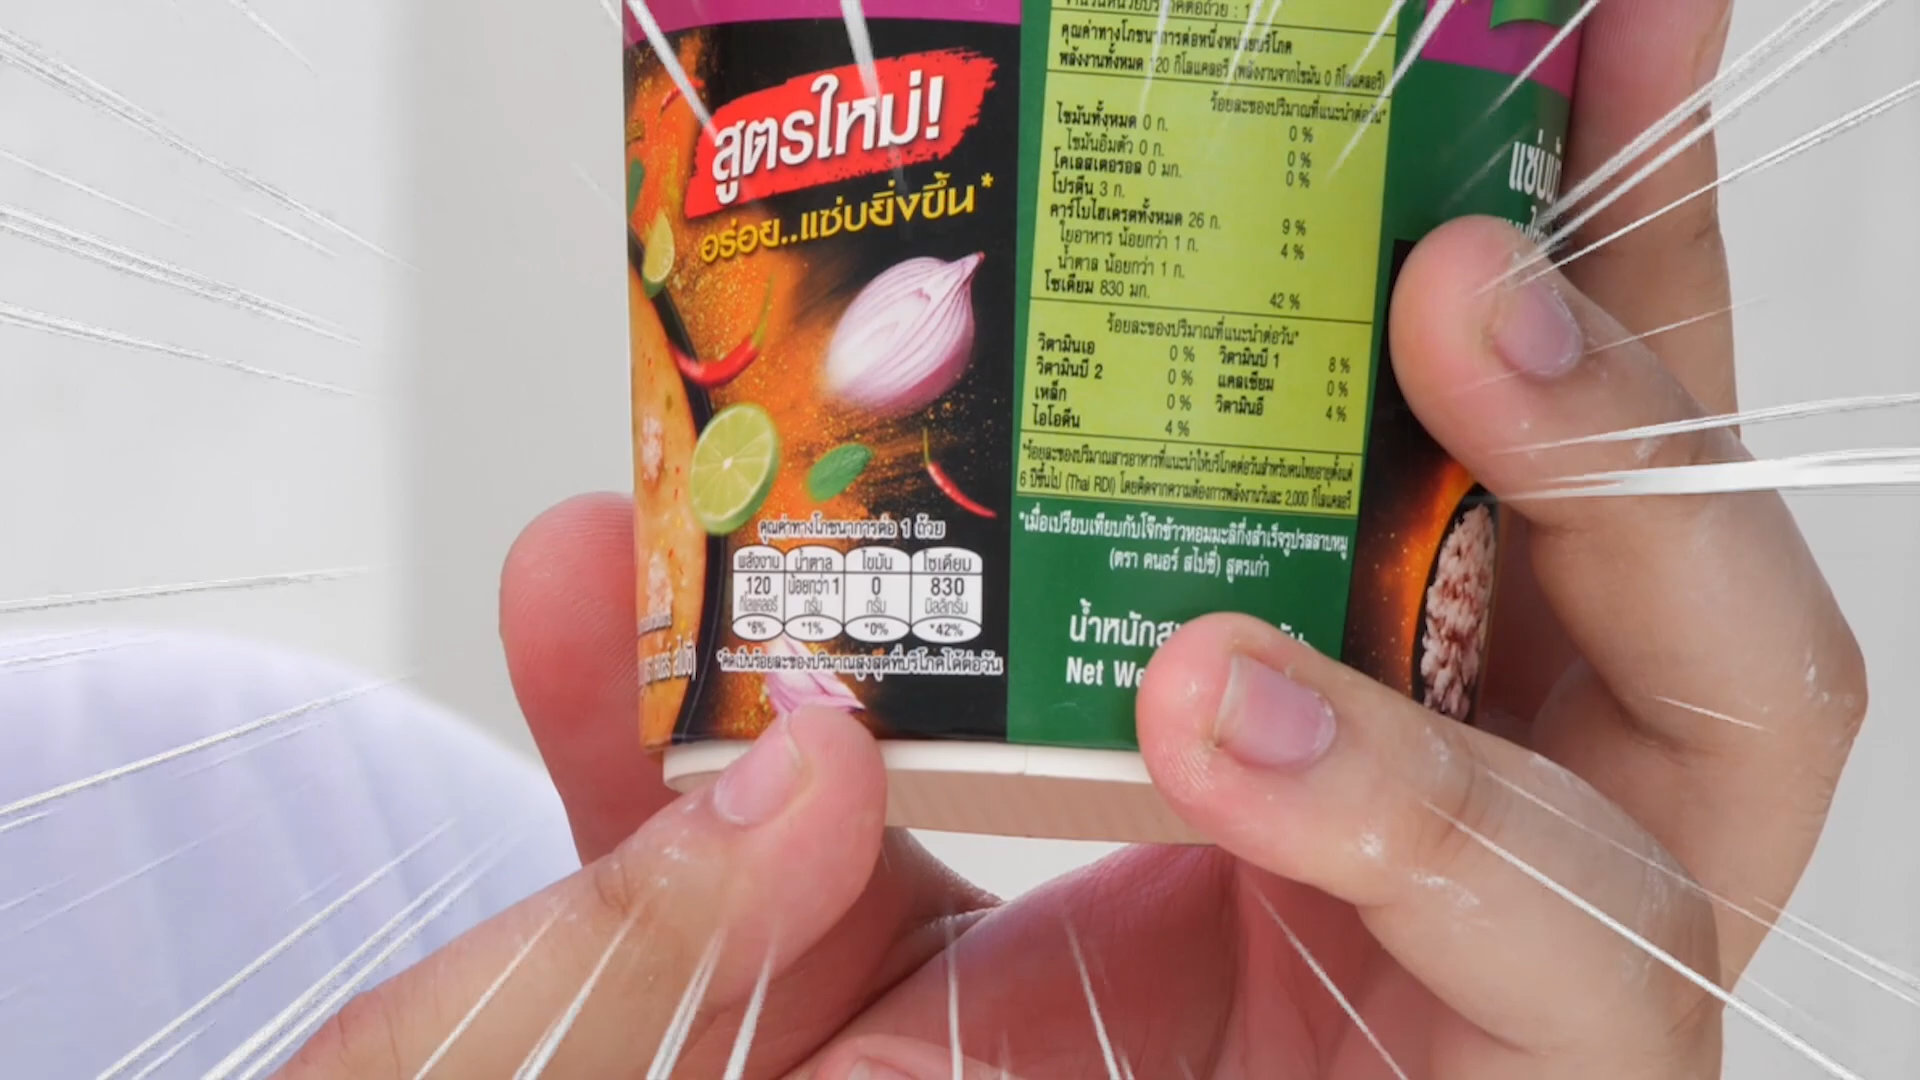 สูตรใหม่!
อร่อย..แซ่บยิ่งขึ้น*
คุณค่าทางโภชนาการต่อ 1 ถ้วย
พลังงาน น้ำตาล ไขมัน โซเดียม
120 น้อยกว่า 1 0 830
กิโลแคลอรี กรัม กรัม มิลลิกรัม
*6% *1% *0% *42%
*คิดเป็นร้อยละของปริมาณสูงสุดที่บริโภคได้ต่อวัน
จำนวนหน่วยบริโภคต่อถ้วย : 1
คุณค่าทางโภชนาการต่อหนึ่งหน่วยบริโภค
พลังงานทั้งหมด 120 กิโลแคลอรี (พลังงานจากไขมัน 0 กิโลแคลอรี)
ร้อยละของปริมาณที่แนะนำต่อวัน*
ไขมันทั้งหมด 0 ก. 0 %
ไขมันอิ่มตัว 0 ก. 0 %
โคเลสเตอรอล 0 มก. 0 %
โปรตีน 3 ก.
คาร์โบไฮเดรตทั้งหมด 26 ก. 9 %
ใยอาหาร น้อยกว่า 1 ก. 4 %
น้ำตาล น้อยกว่า 1 ก.
โซเดียม 830 มก. 42 %
ร้อยละของปริมาณที่แนะนำต่อวัน*
วิตามินเอ 0 % วิตามินบี 1 8 %
วิตามินบี 2 0 % แคลเซียม 0 %
เหล็ก 0 % วิตามินอี 4 %
ไอโอดีน 4 %
*ร้อยละของปริมาณสารอาหารที่แนะนำให้บริโภคต่อวันสำหรับคนไทยอายุตั้งแต่
6 ปีขึ้นไป (Thai RDI) โดยคิดจากความต้องการพลังงานวันละ 2,000 กิโลแคลอรี
*เมื่อเปรียบเทียบกับโจ๊กข้าวหอมมะลิกึ่งสำเร็จรูปรสลาบหมู
(ตรา คนอร์ สไปซี่) สูตรเก่า
น้ำหนัก
Net